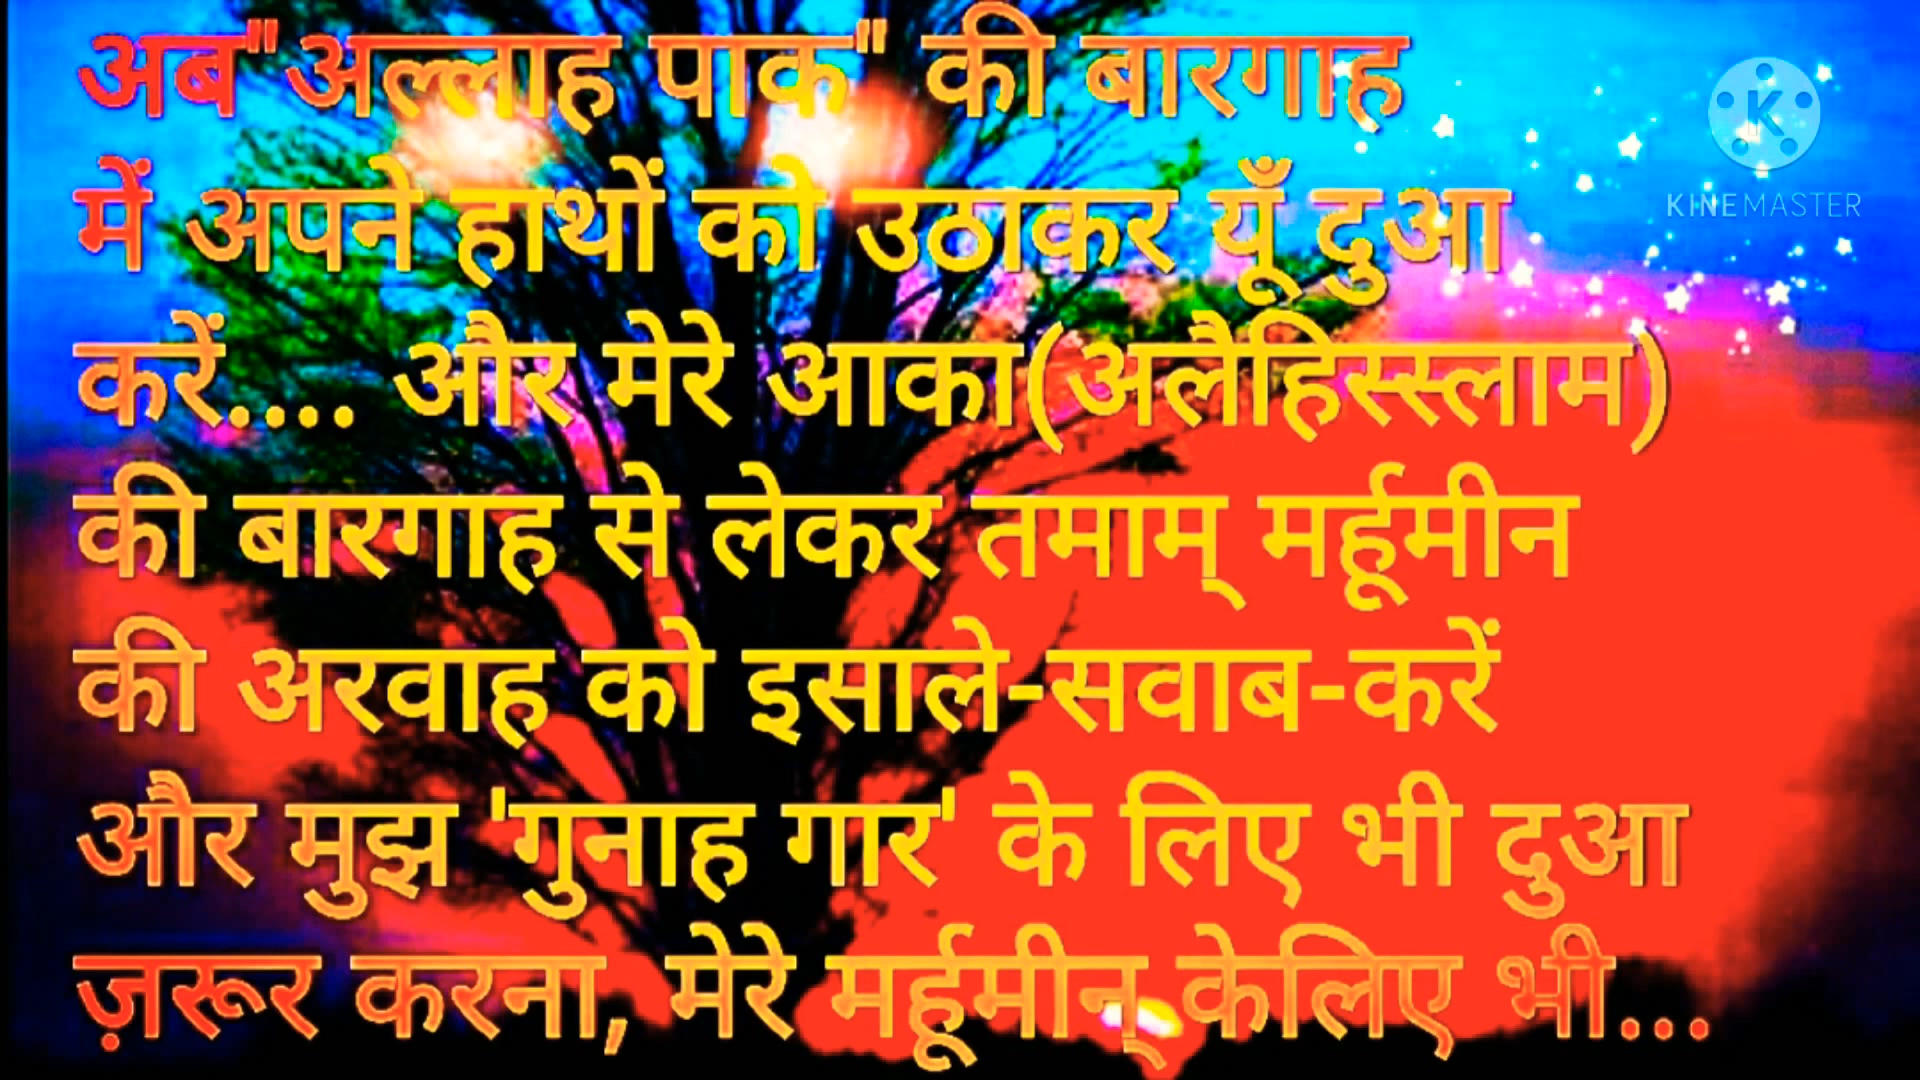 अब"अल्लाह पाक" की बारगाह
में अपने हाथों को उठाकर यूँ दुआ
करें.... और मेरे आका(अलैहिस्स्लाम)
की बारगाह से लेकर तमाम् मर्हूमीन
की अरवाह को इसाले-सवाब-करें
और मुझ 'गुनाह गार' के लिए भी दुआ
ज़रूर करना, मेरे मर्हूमीन् केलिए भी...
K
KINEMASTER